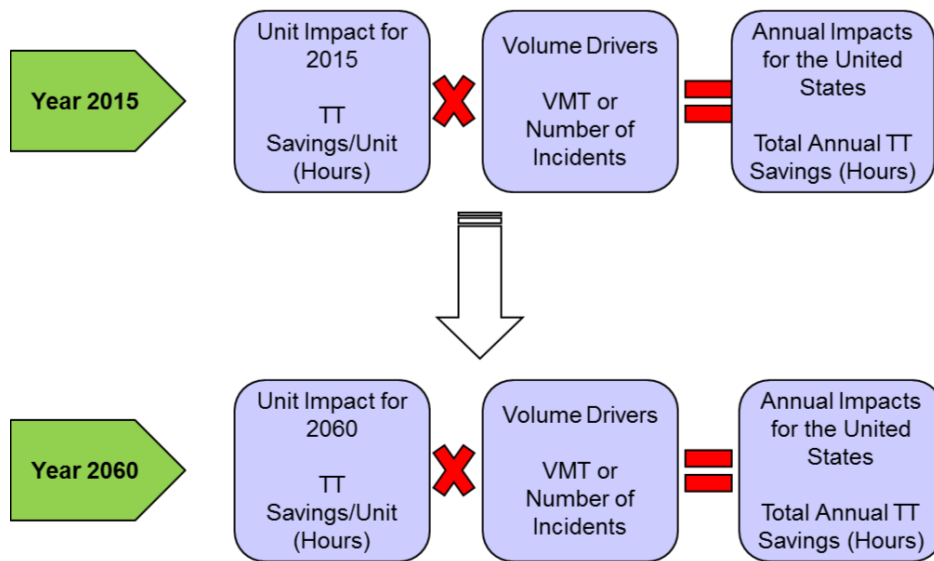 Year 2015
Unit Impact for
2015
TT
Savings/Unit
(Hours)
Volume Drivers
VMT or
Number of
Incidents
Annual Impacts
for the United
States
Total Annual TT
Savings (Hours)
Year 2060
Unit Impact for
2060
TT
Savings/Unit
(Hours)
Volume Drivers
VMT or
Number of
Incidents
Annual Impacts
for the United
States
Total Annual TT
Savings (Hours)